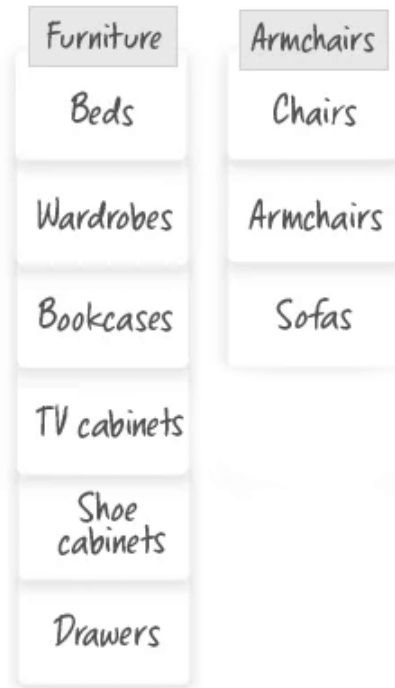 Furniture
Beds
Wardrobes
Bookcases
TV cabinets
Shoe
cabinets
Drawers
Armchairs
Chairs
Armchairs
Sofas